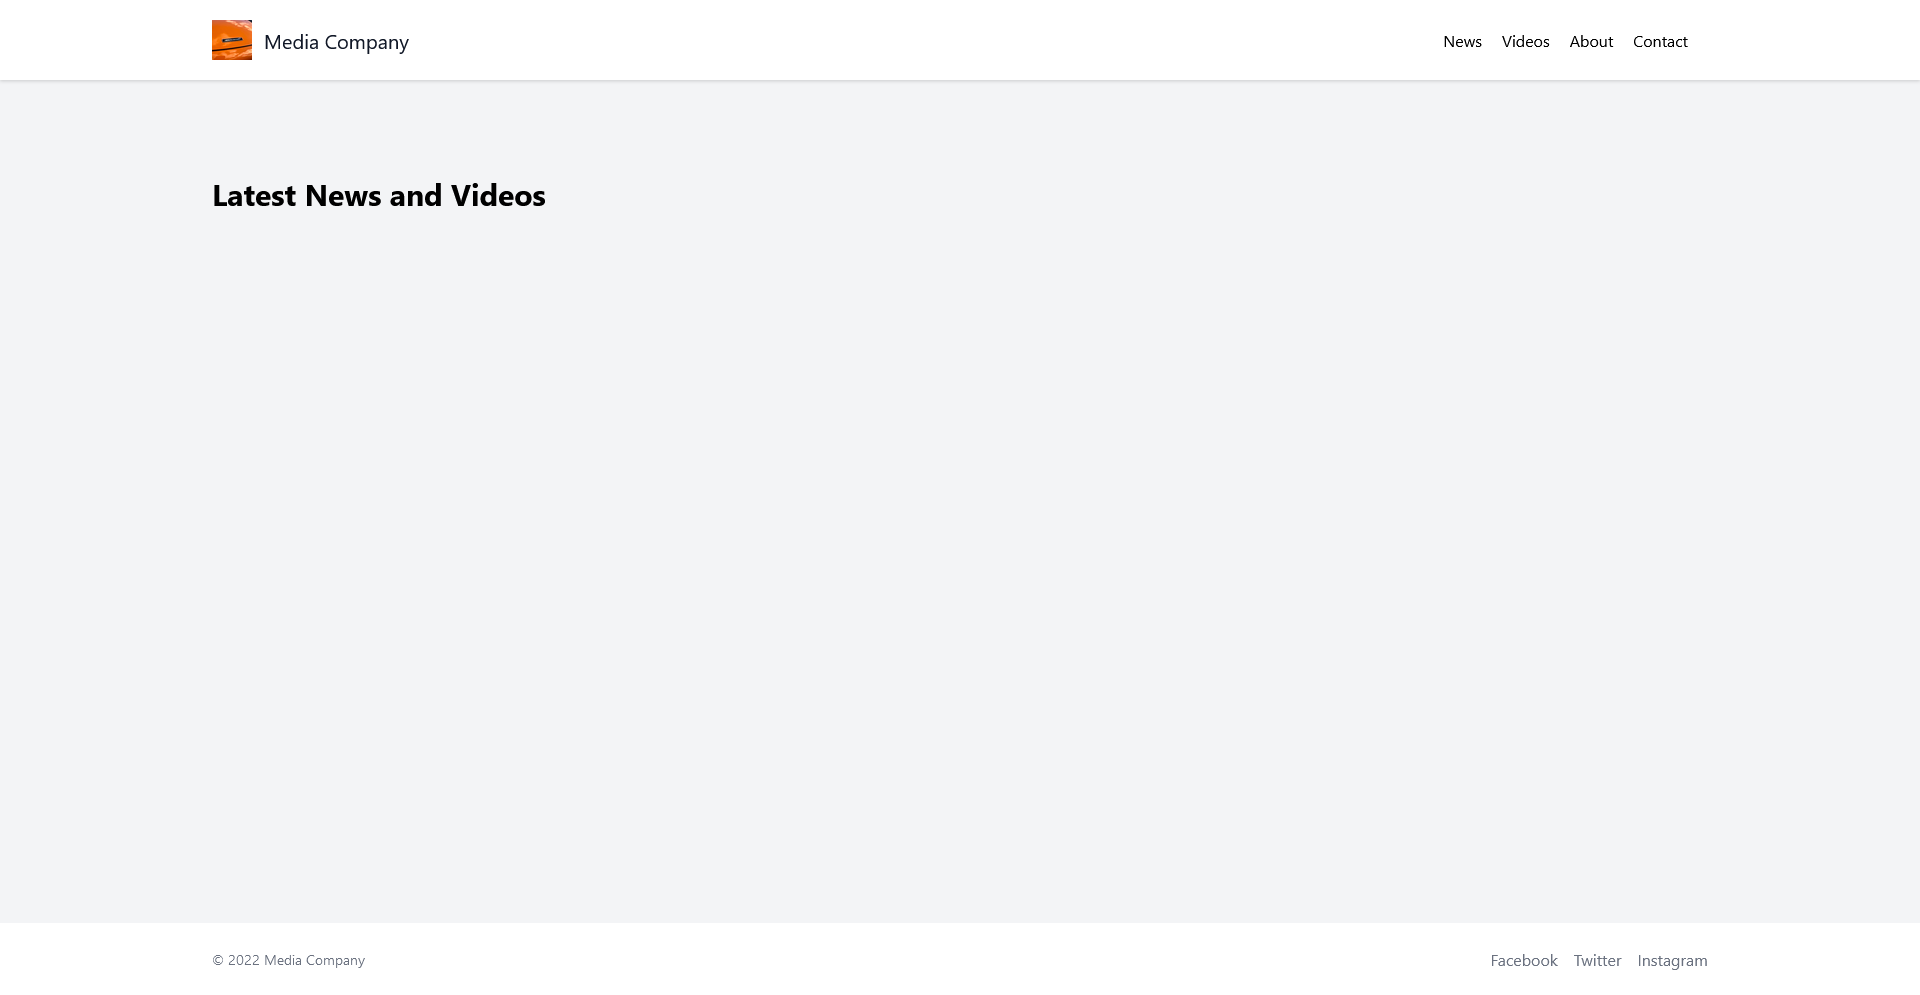 Media Company
News Videos About Contact
Latest News and Videos
© 2022 Media Company
Facebook Twitter Instagram